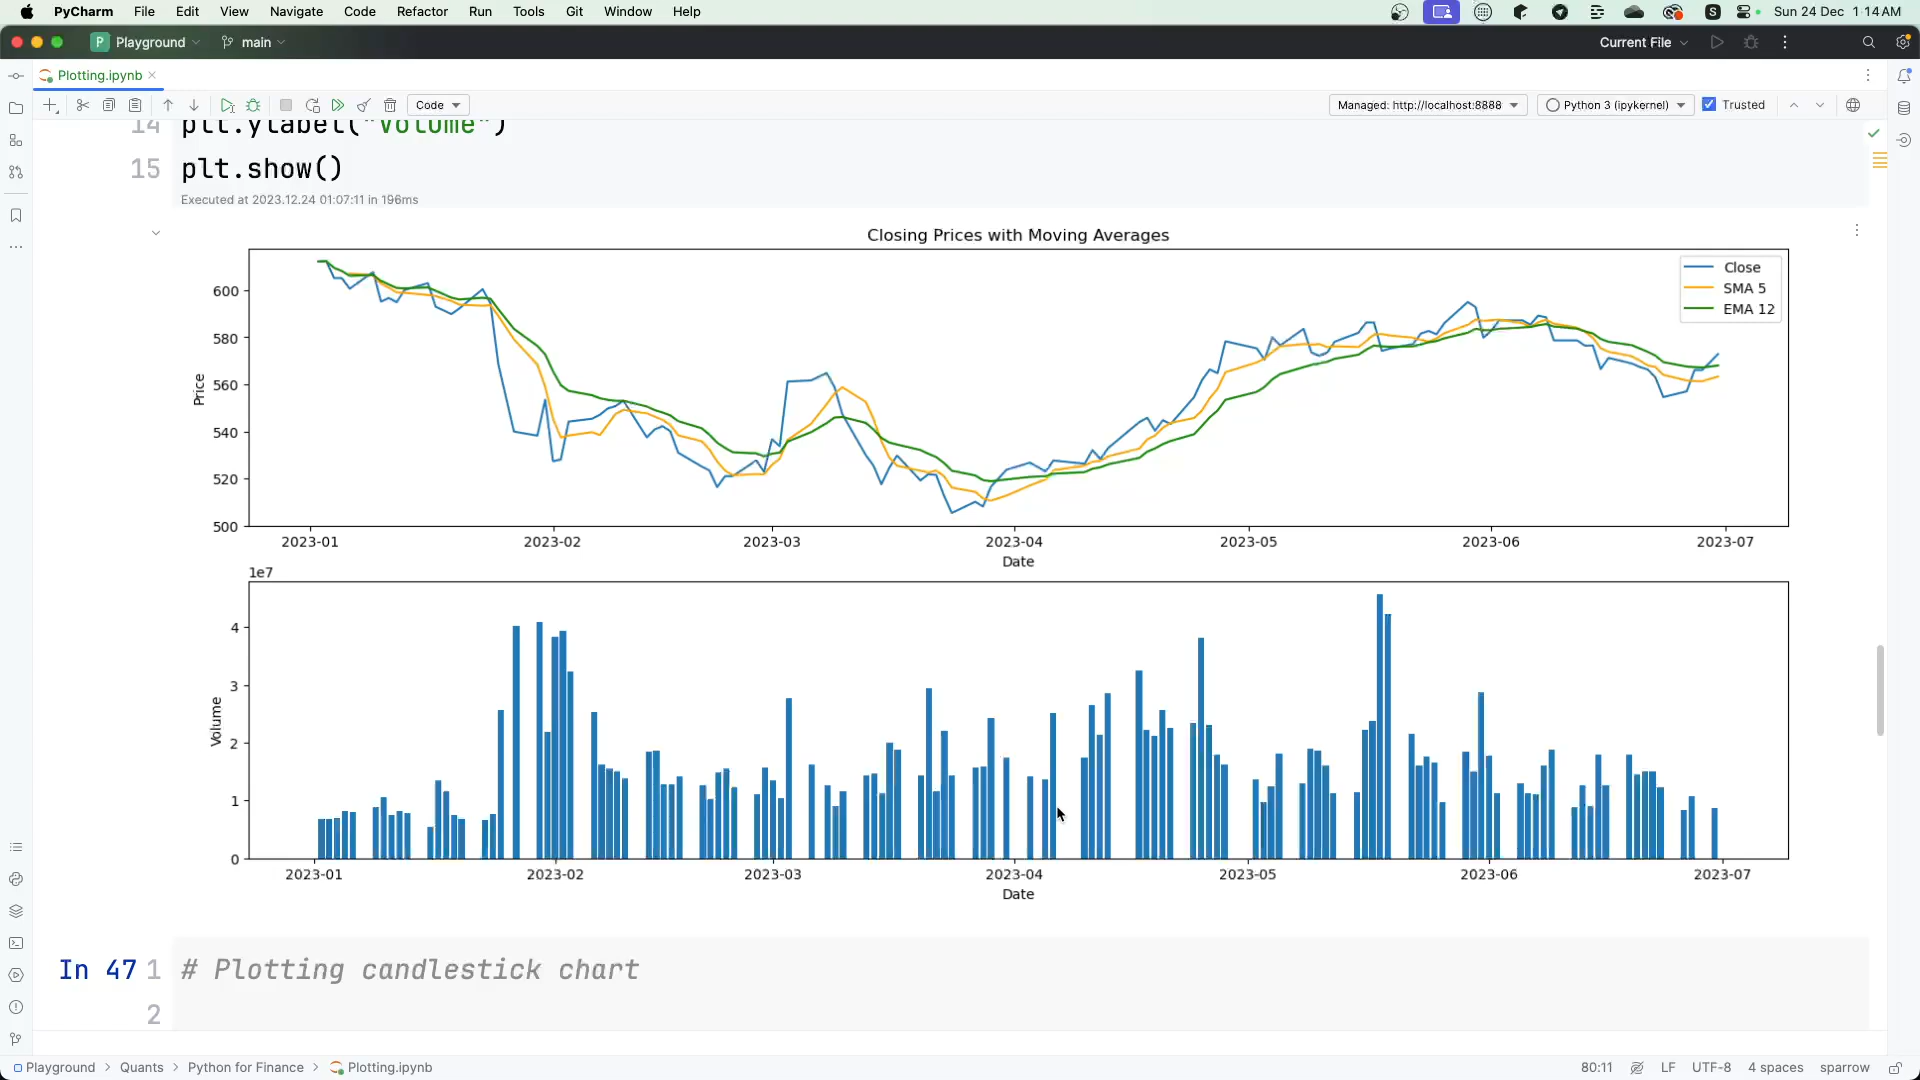 PyCharm File Edit View Navigate Code Refactor Run Tools Git Window Help S Sun 24 Dec 1 14 AM
P Playground main Current File
Plotting.ipynb
Code Managed: http://localhost:8888 Python 3 (ipykernel) Trusted
14 plt.ylabel("Volume")
15 plt.show()
Executed at 2023.12.24 01:07:11 in 196ms
Closing Prices with Moving Averages
Close
SMA 5
EMA 12
600
580
560
540
520
500
Price
2023-01 2023-02 2023-03 2023-04 2023-05 2023-06 2023-07
Date
1e7
4
3
2
1
0
Volume
2023-01 2023-02 2023-03 2023-04 2023-05 2023-06 2023-07
Date
In 47 1 # Plotting candlestick chart
2
Playground > Quants > Python for Finance > Plotting.ipynb 80:11 LF UTF-8 4 spaces sparrow